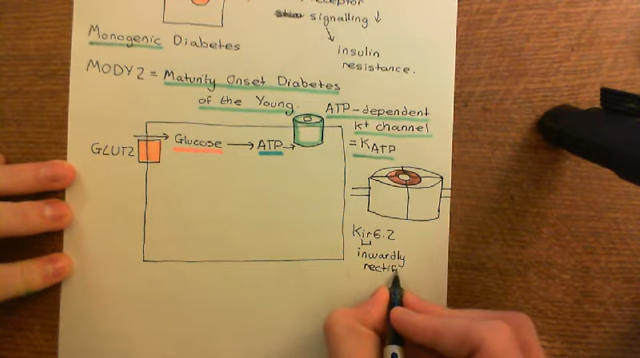 receptor
signalling ↓
insulin
resistance.
Monogenic Diabetes
MODY2 = Maturity Onset Diabetes
of the Young.
ATP-dependent
K+ channel
= KATP
GLUT2
Glucose → ATP →
Kir6.2
inwardly
rectif